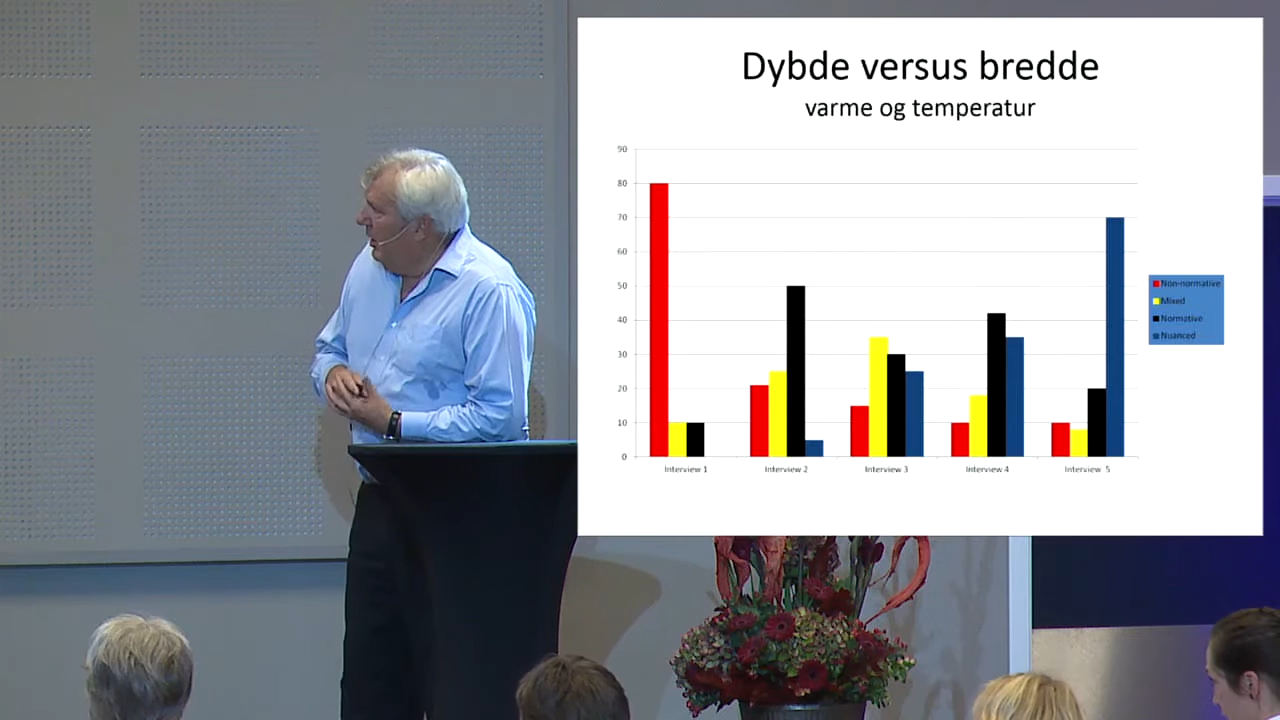 Dybde versus bredde
varme og temperatur
90
80
70
60
50
40
30
20
10
0
Interview 1
Interview 2
Interview 3
Interview 4
Interview 5
Non-normative
Mixed
Normative
Nuanced